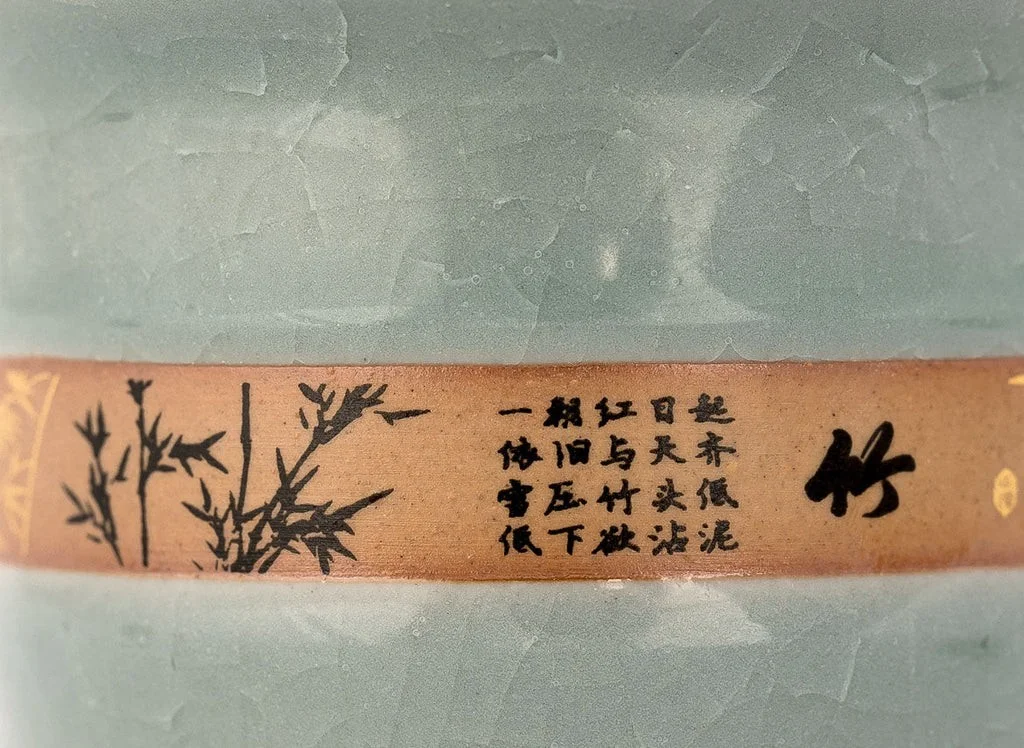 一朝红日起
依旧与天齐
雪压竹头低
低下欲沾泥
竹